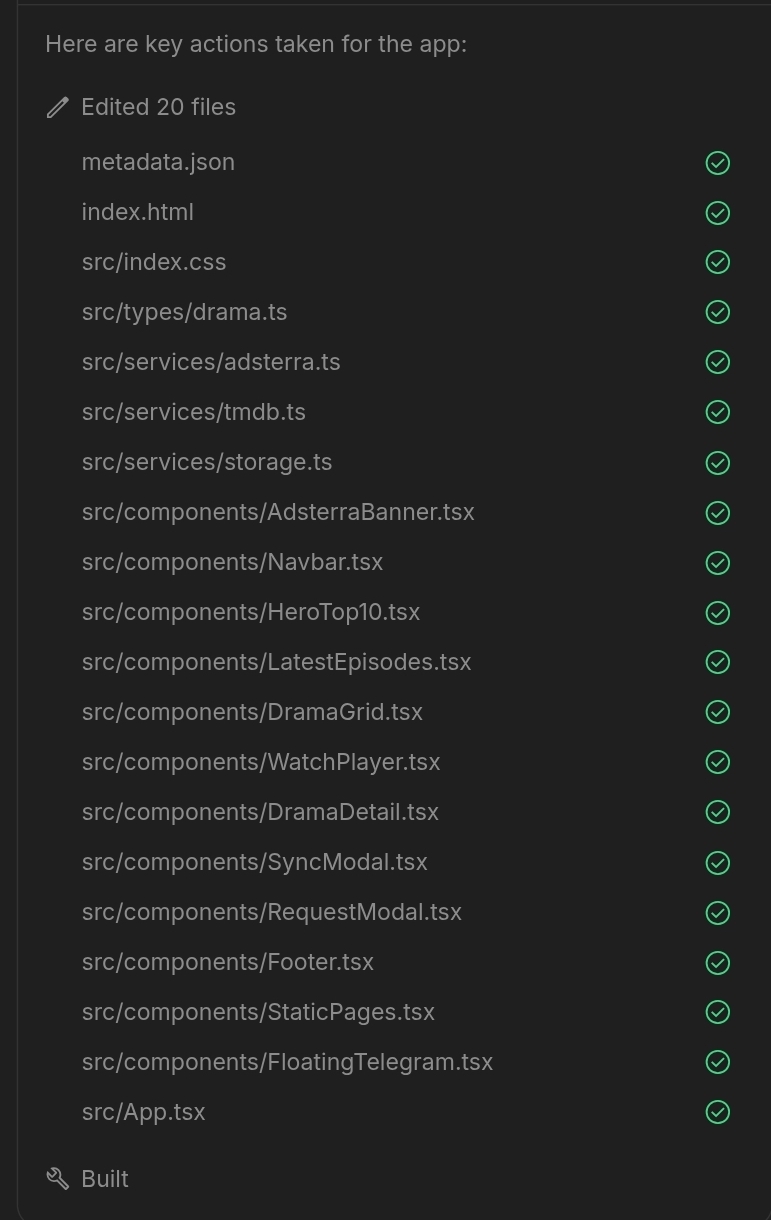 Here are key actions taken for the app:
Edited 20 files
metadata.json
index.html
src/index.css
src/types/drama.ts
src/services/adsterra.ts
src/services/tmdb.ts
src/services/storage.ts
src/components/AdsterraBanner.tsx
src/components/Navbar.tsx
src/components/HeroTop10.tsx
src/components/LatestEpisodes.tsx
src/components/DramaGrid.tsx
src/components/WatchPlayer.tsx
src/components/DramaDetail.tsx
src/components/SyncModal.tsx
src/components/RequestModal.tsx
src/components/Footer.tsx
src/components/StaticPages.tsx
src/components/FloatingTelegram.tsx
src/App.tsx
Built